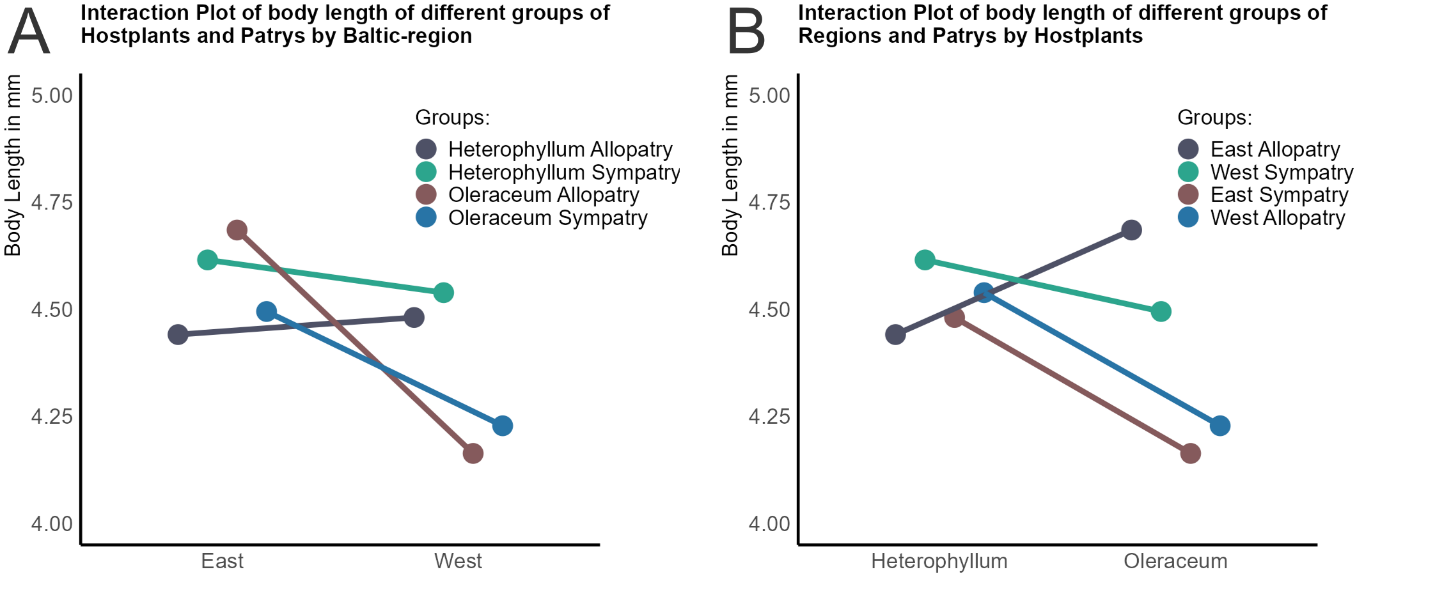 A
Interaction Plot of body length of different groups of
Hostplants and Patrys by Baltic-region
Body Length in mm
5.00
4.75
4.50
4.25
4.00
East
West
Groups:
Heterophyllum Allopatry
Heterophyllum Sympatry
Oleraceum Allopatry
Oleraceum Sympatry
B
Interaction Plot of body length of different groups of
Regions and Patrys by Hostplants
Body Length in mm
5.00
4.75
4.50
4.25
4.00
Heterophyllum
Oleraceum
Groups:
East Allopatry
West Sympatry
East Sympatry
West Allopatry